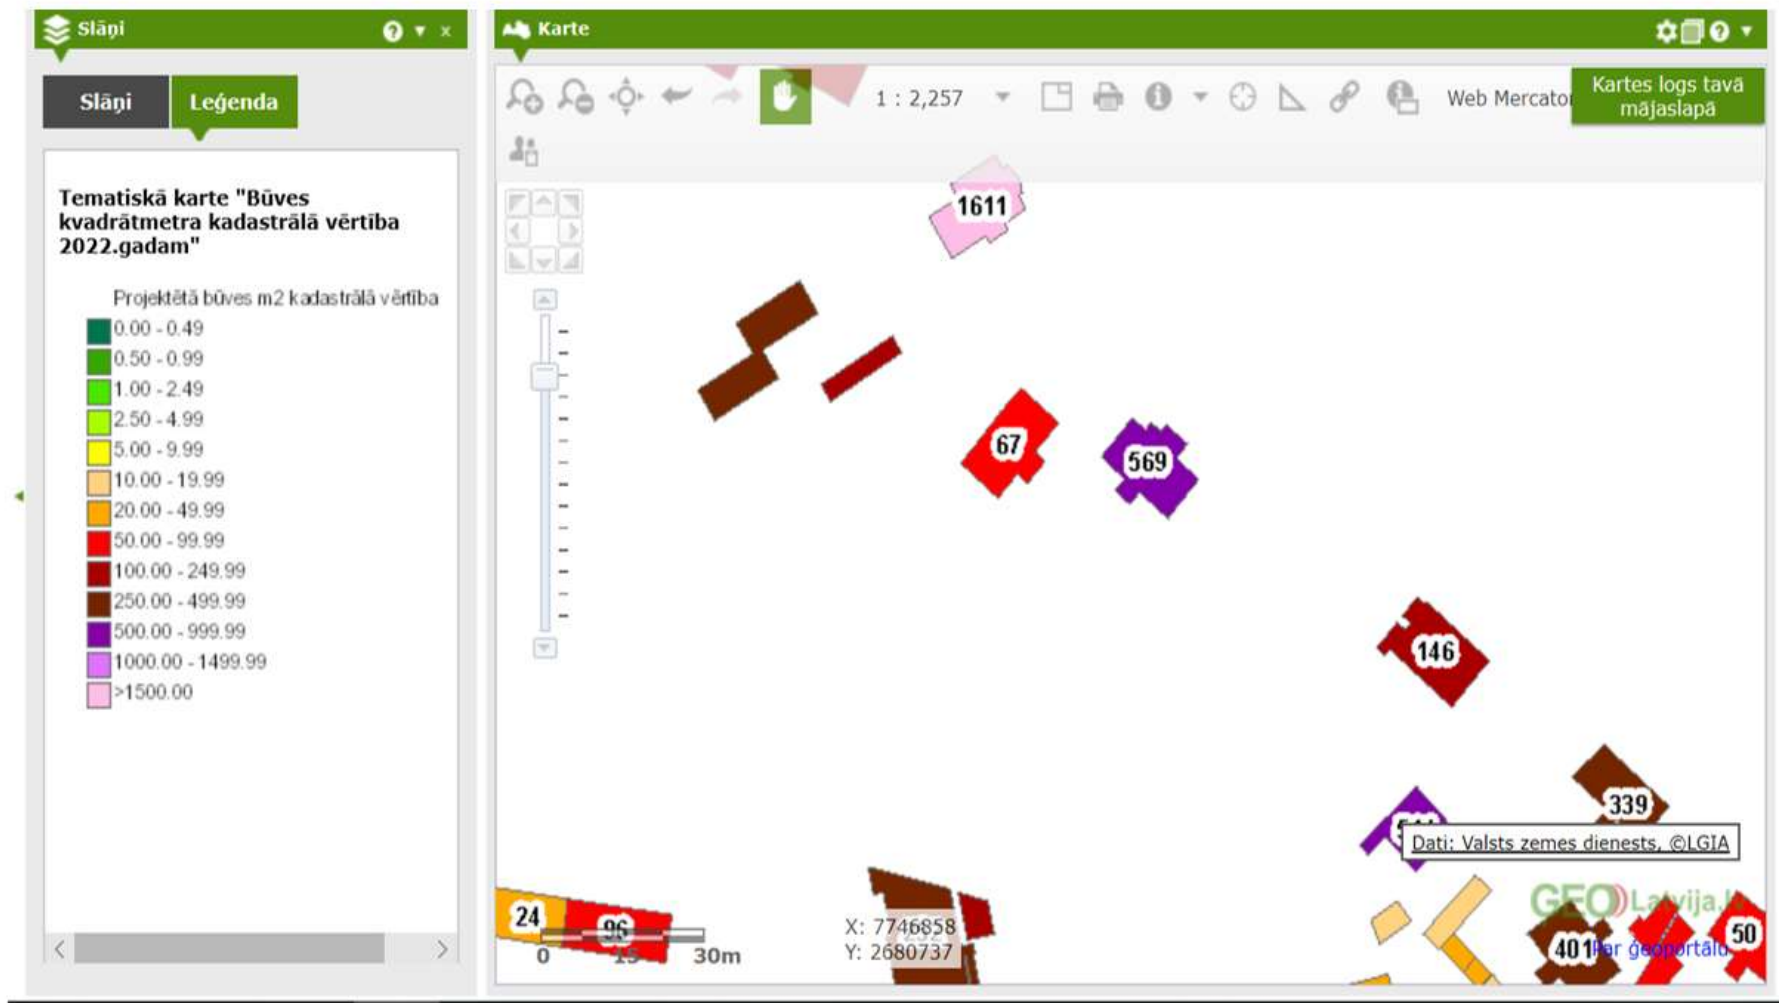 Slāņi
Karte
Slāņi
Leģenda
1 : 2,257
Web Mercator
Kartes logs tavā
mājaslapā
Tematiskā karte "Būves
kvadrātmetra kadastrālā vērtība
2022.gadam"
Projektētā būves m2 kadastrālā vērtība
0.00 - 0.49
0.50 - 0.99
1.00 - 2.49
2.50 - 4.99
5.00 - 9.99
10.00 - 19.99
20.00 - 49.99
50.00 - 99.99
100.00 - 249.99
250.00 - 499.99
500.00 - 999.99
1000.00 - 1499.99
>1500.00
1611
67
569
146
339
Dati: Valsts zemes dienests, ©LGIA
24
96
0
15
30m
X: 7746858
Y: 2680737
401
Par ģeoportālu
50